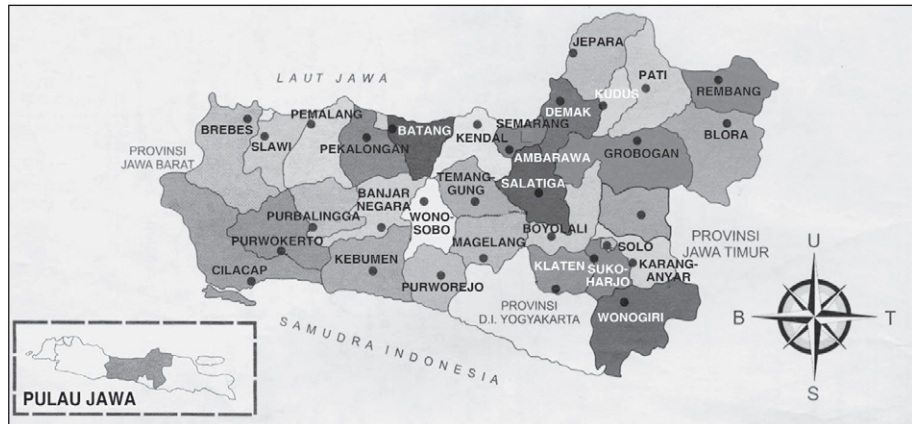 JEPARA
LAUT JAWA
PATI
PEMALANG
KUDUS
REMBANG
BREBES
DEMAK
BATANG
SEMARANG
KENDAL
BLORA
SLAWI
PEKALONGAN
PROVINSI
JAWA BARAT
AMBARAWA
GROBOGAN
TEMANG-
GUNG
SALATIGA
BANJAR
NEGARA
PURBALINGGA
WONO-
SOBO
BOYOLALI
PURWOKERTO
MAGELANG
SOLO
PROVINSI
JAWA TIMUR
U
CILACAP
KEBUMEN
KLATEN
SUKO-
HARJO
KARANG-
ANYAR
PURWOREJO
PROVINSI
D.I. YOGYAKARTA
WONOGIRI
B
T
SAMUDRA INDONESIA
S
PULAU JAWA